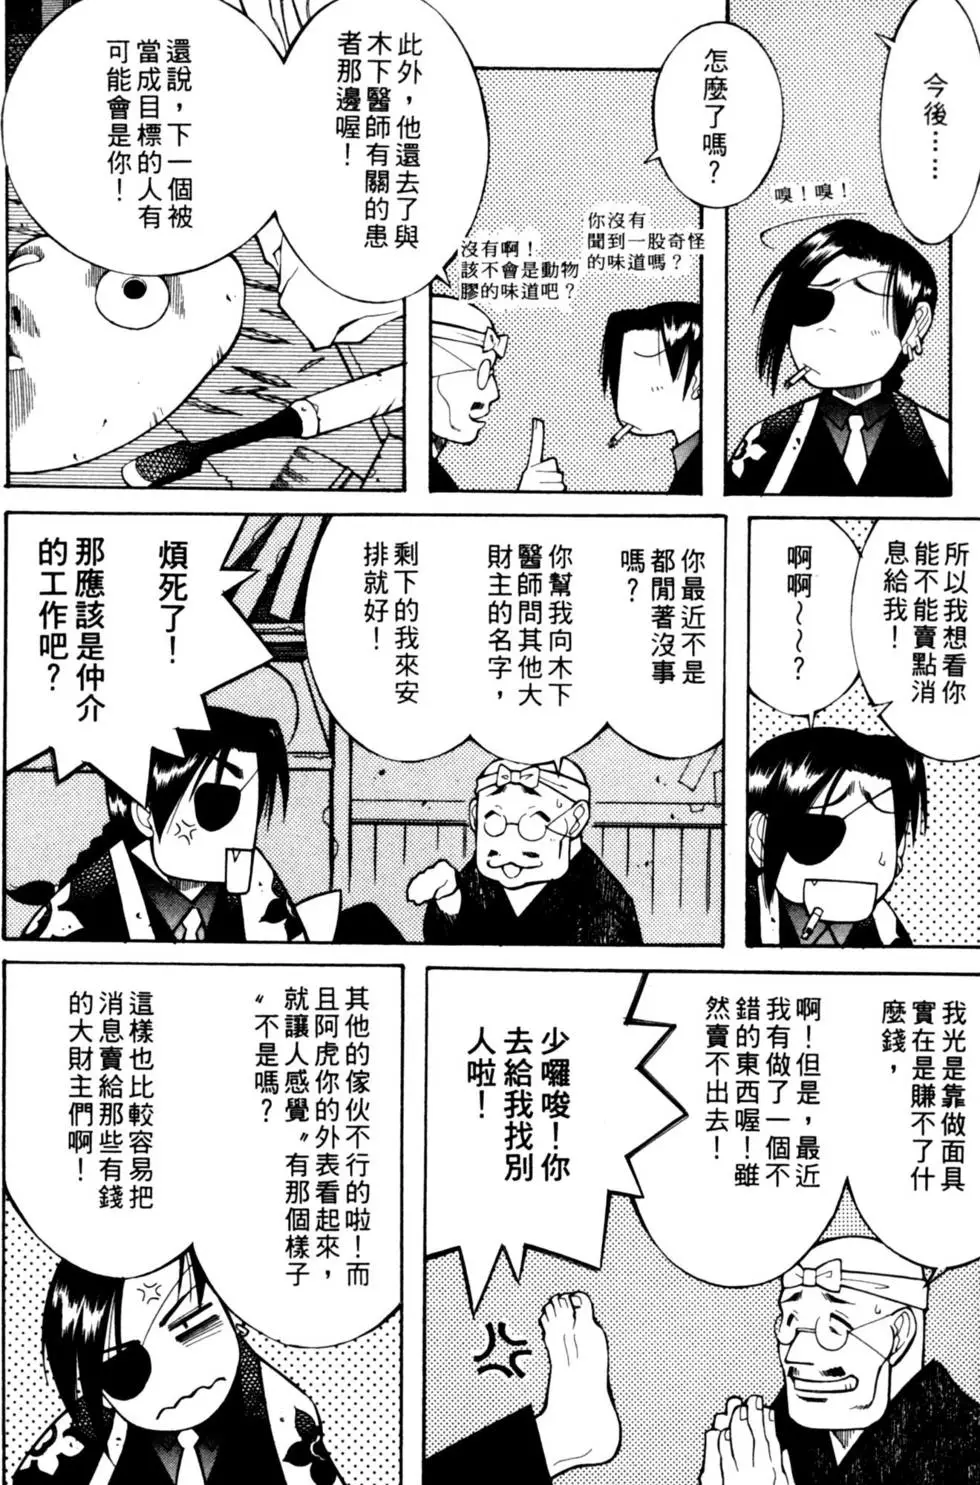 今後……
嗅！嗅！
怎麼了嗎？
你沒有
聞到一股奇怪
的味道嗎？
沒有啊！
該不會是動物
膠的味道吧？
此外，他還去了與
木下醫師有關的患
者那邊喔！
還說，下一個被
當成目標的人有
可能會是你！
所以我想看你
能不能賣點消
息給我！
啊啊～～？
你最近不是
都閒著沒事
嗎？
你幫我向木下
醫師問其他大
財主的名字，
剩下的我來安
排就好！
煩死了！
那應該是仲介
的工作吧？
我光是靠做面具
實在是賺不了什
麼錢，
啊！但是，最近
我有做了一個不
錯的東西喔！雖
然賣不出去！
少囉唆！你
去給我找別
人啦！
其他的傢伙不行的啦！而
且阿虎你的外表看起來，
就讓人感覺〝有那個樣子
〞不是嗎？
這樣也比較容易把
消息賣給那些有錢
的大財主們啊！